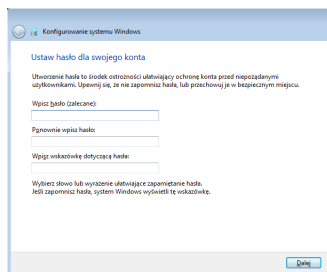 Konfigurowanie systemu Windows
Ustaw hasło dla swojego konta
Utworzenie hasła to środek ostrożności ułatwiający ochronę konta przed niepożądanymi
użytkownikami. Upewnij się, że nie zapomnisz hasła, lub przechowuj je w bezpiecznym miejscu.
Wpisz hasło (zalecane):
Ponownie wpisz hasło:
Wpisz wskazówkę dotyczącą hasła:
Wybierz słowo lub wyrażenie ułatwiające zapamiętanie hasła.
Jeśli zapomnisz hasła, system Windows wyświetli tę wskazówkę.
Dalej